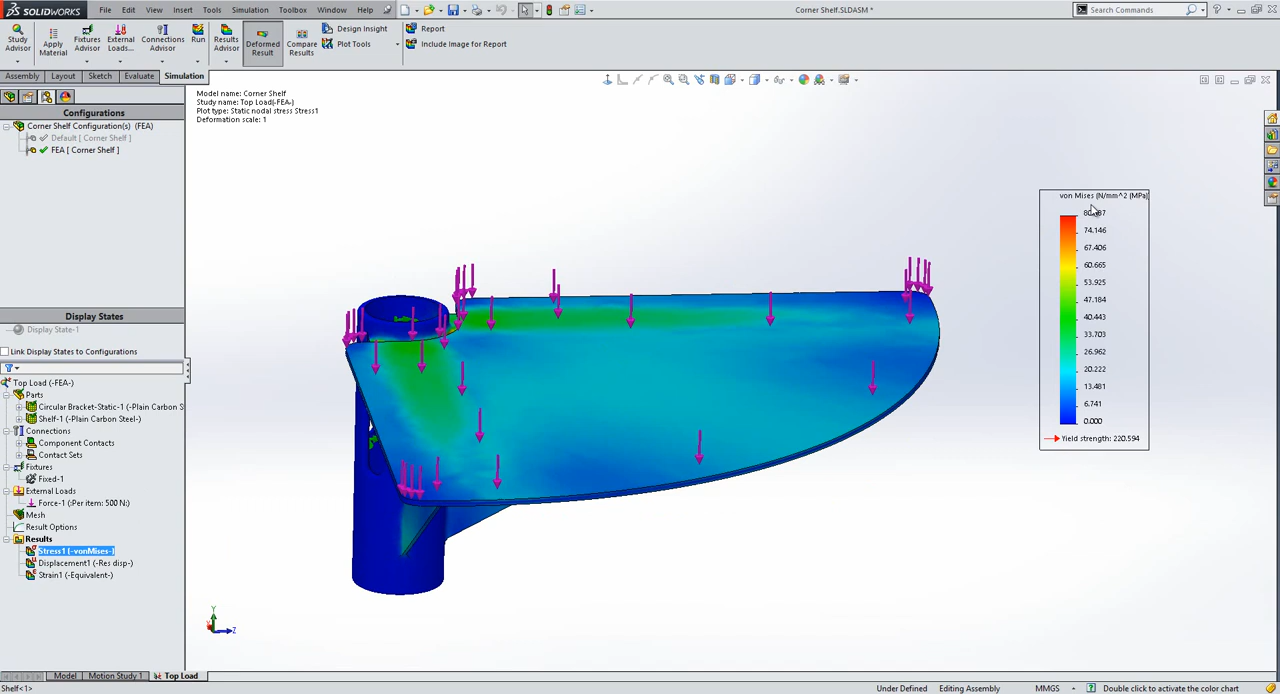 SOLIDWORKS File Edit View Insert Tools Simulation Toolbox Window Help Corner Shelf.SLDASM * Search Commands
Study Advisor
Apply Material
Fixtures Advisor
External Loads...
Connections Advisor
Run
Results Advisor
Deformed Result
Compare Results
Design Insight
Plot Tools
Report
Include Image for Report
Assembly Layout Sketch Evaluate Simulation
Configurations
Corner Shelf Configuration(s) (FEA)
Default [ Corner Shelf ]
FEA [ Corner Shelf ]
Display States
Display State-1
Link Display States to Configurations
Top Load (-FEA-)
Parts
Circular Bracket-Static-1 (-Plain Carbon S
Shelf-1 (-Plain Carbon Steel-)
Connections
Component Contacts
Contact Sets
Fixtures
Fixed-1
External Loads
Force-1 (:Per item: 500 N:)
Mesh
Result Options
Results
Stress1 (-vonMises-)
Displacement1 (-Res disp-)
Strain1 (-Equivalent-)
Model name: Corner Shelf
Study name: Top Load(-FEA-)
Plot type: Static nodal stress Stress1
Deformation scale: 1
von Mises (N/mm^2 (MPa)
74.146
67.406
60.665
53.925
47.184
40.443
33.703
26.962
20.222
13.481
6.741
0.000
Yield strength: 220.594
Y
Z
Model Motion Study 1 Top Load
Shelf<1> Under Defined Editing Assembly MMGS Double click to activate the color chart